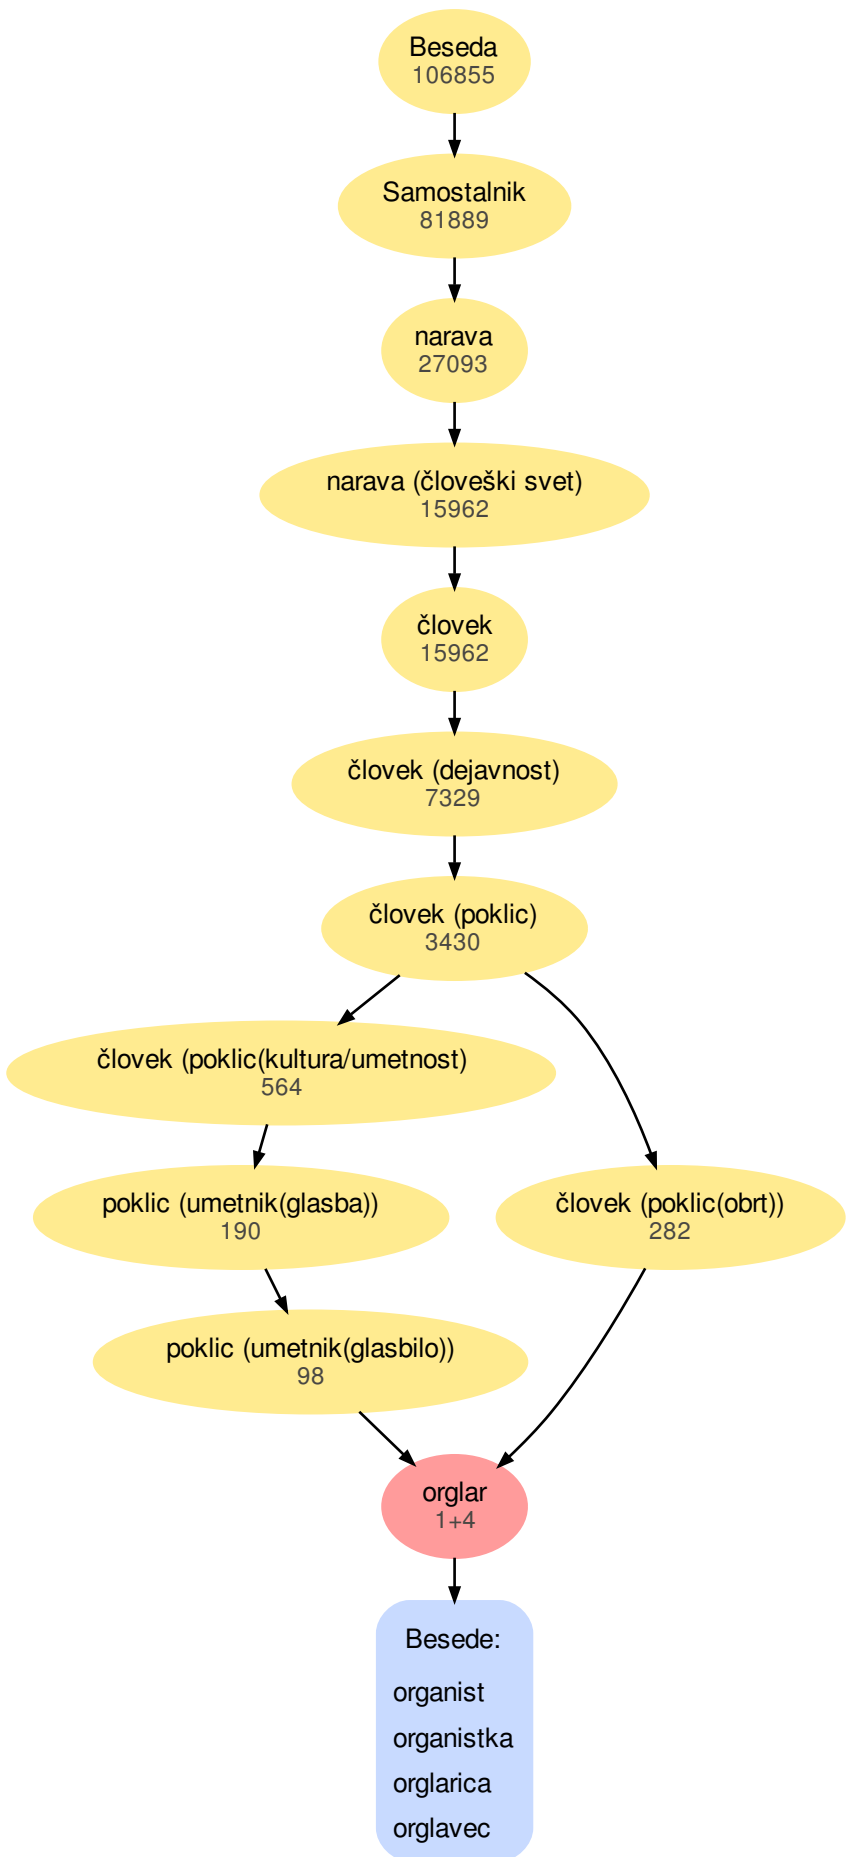 Beseda
106855
Samostalnik
81889
narava
27093
narava (človeški svet)
15962
človek
15962
človek (dejavnost)
7329
človek (poklic)
3430
človek (poklic(kultura/umetnost)
564
poklic (umetnik(glasba))
190
človek (poklic(obrt))
282
poklic (umetnik(glasbilo))
98
orglar
1+4
Besede:
organist
organistka
orglarica
orglavec